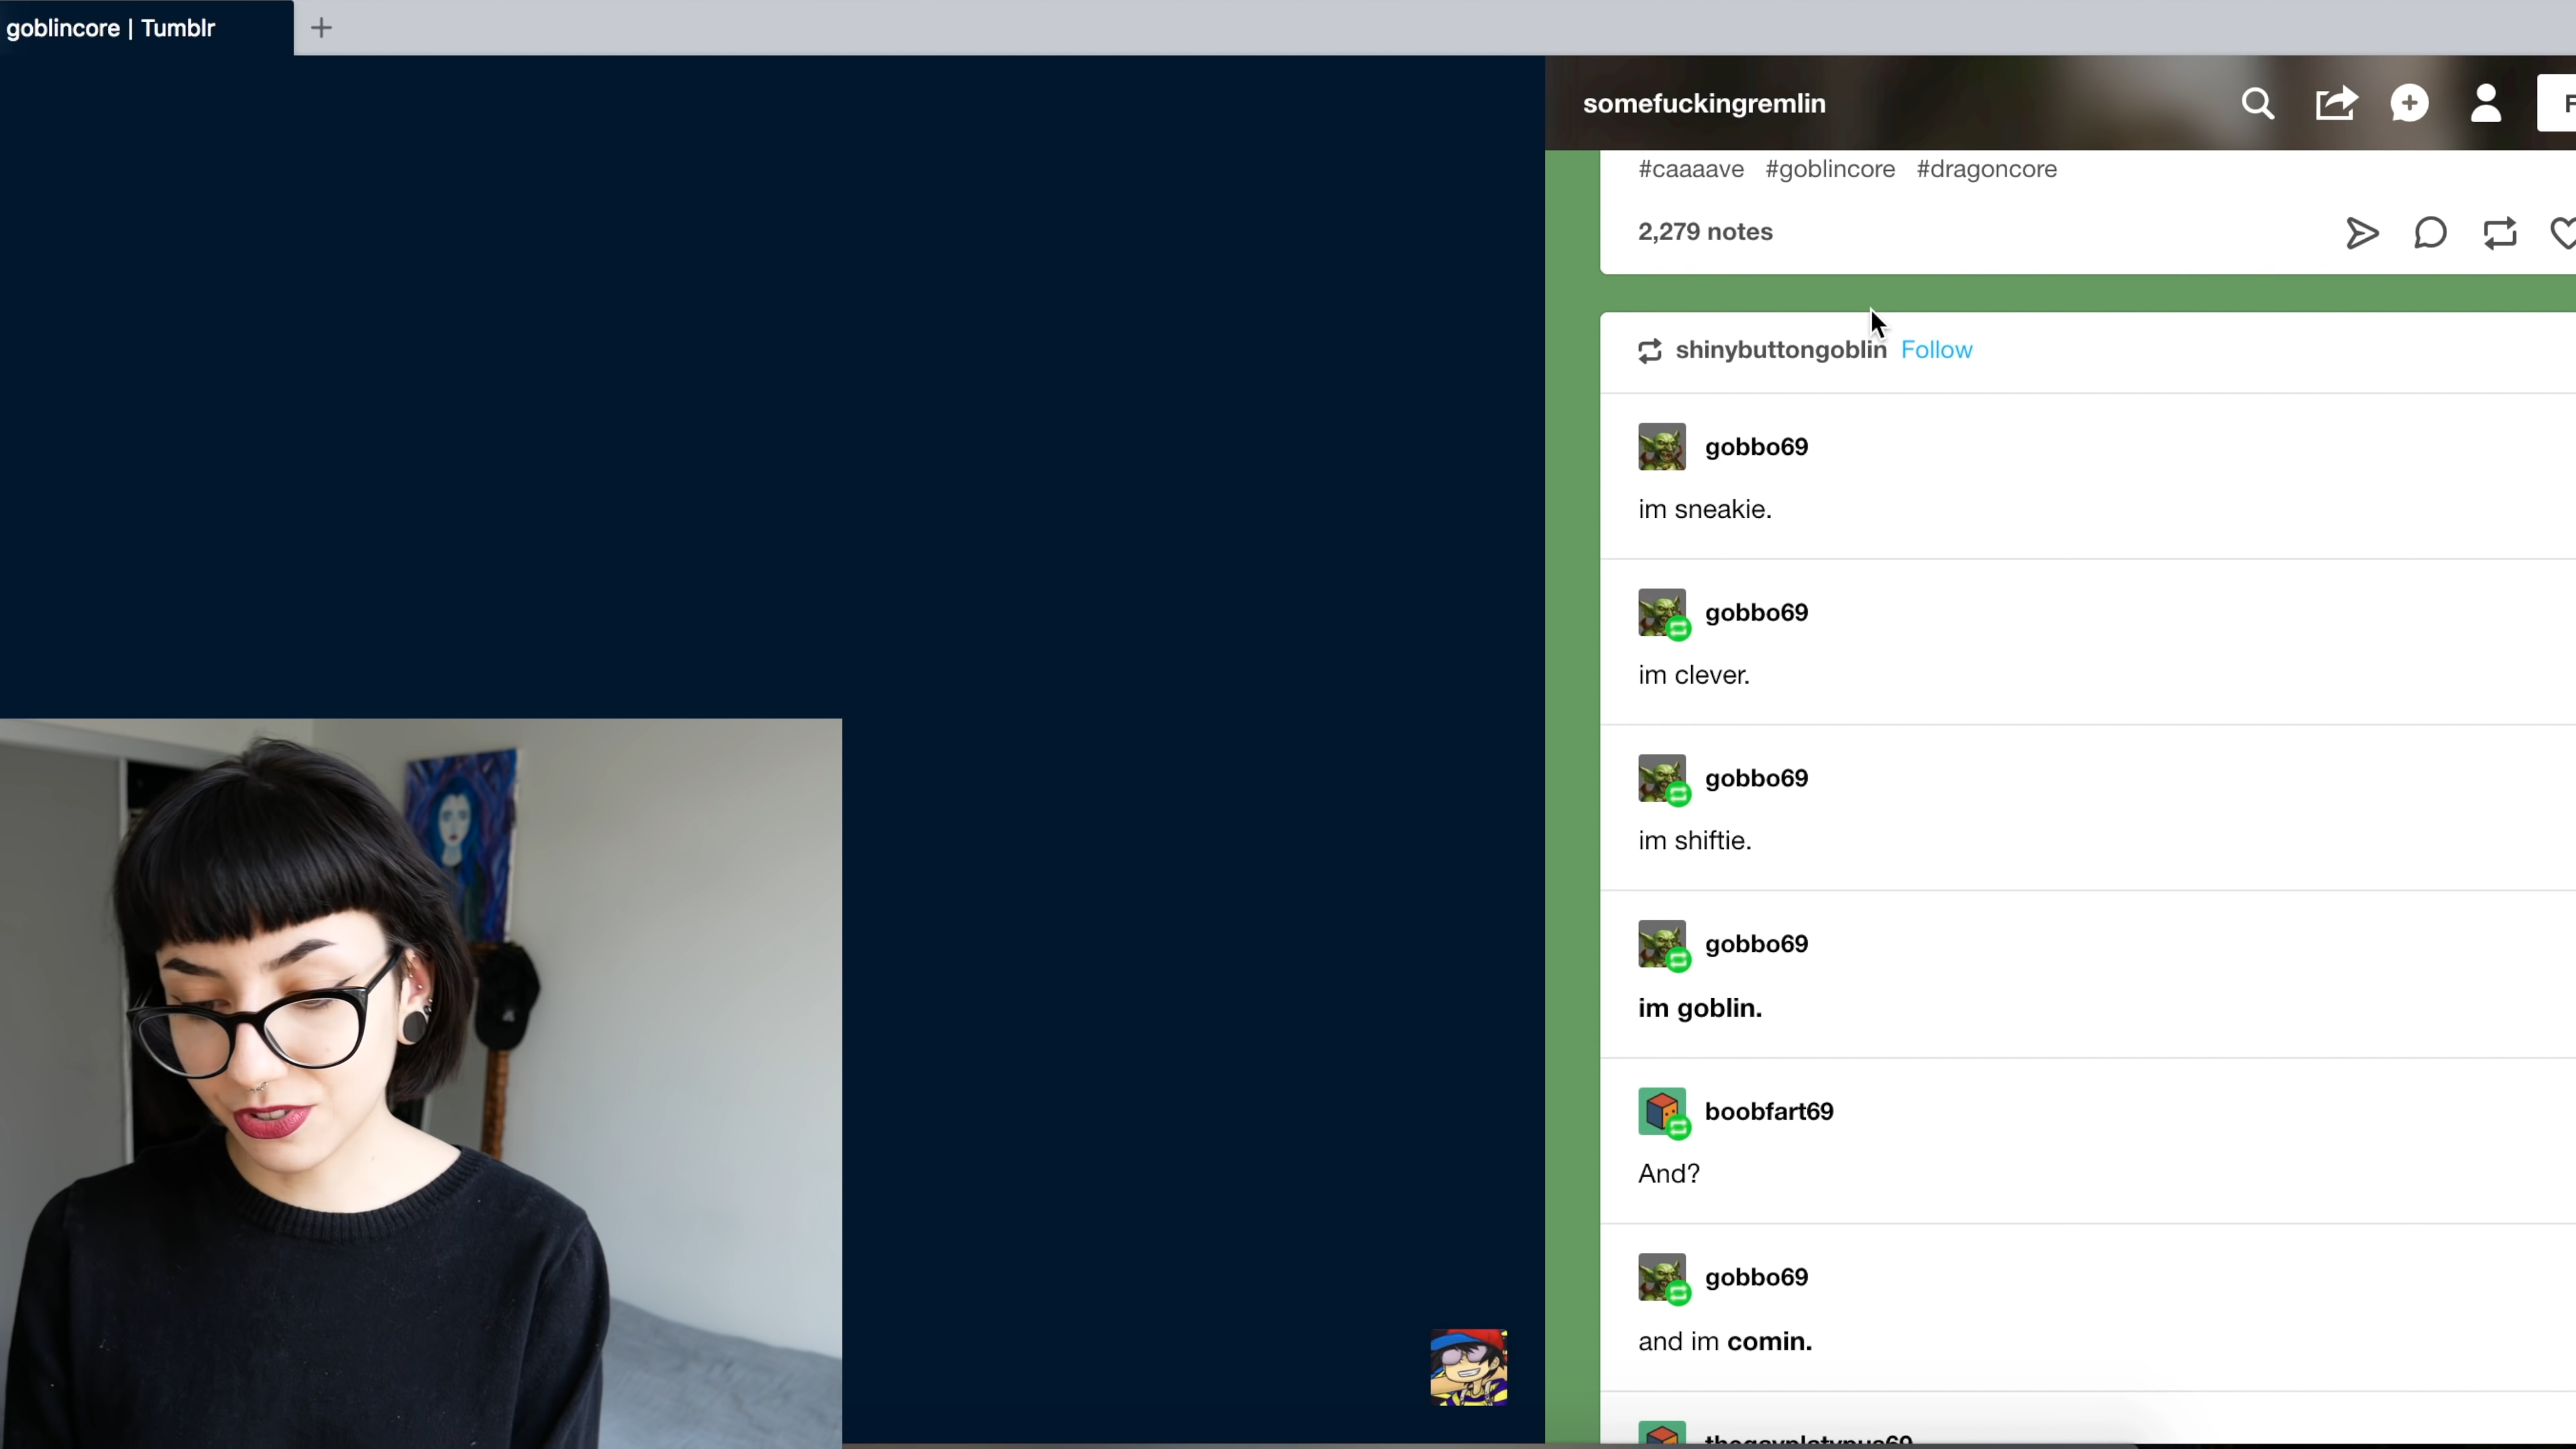 goblincore | Tumblr
somefuckingremlin
#caaaave #goblincore #dragoncore
2,279 notes
shinybuttongoblin Follow
gobbo69
im sneakie.
gobbo69
im clever.
gobbo69
im shiftie.
gobbo69
im goblin.
boobfart69
And?
gobbo69
and im comin.
thegayplatypus69